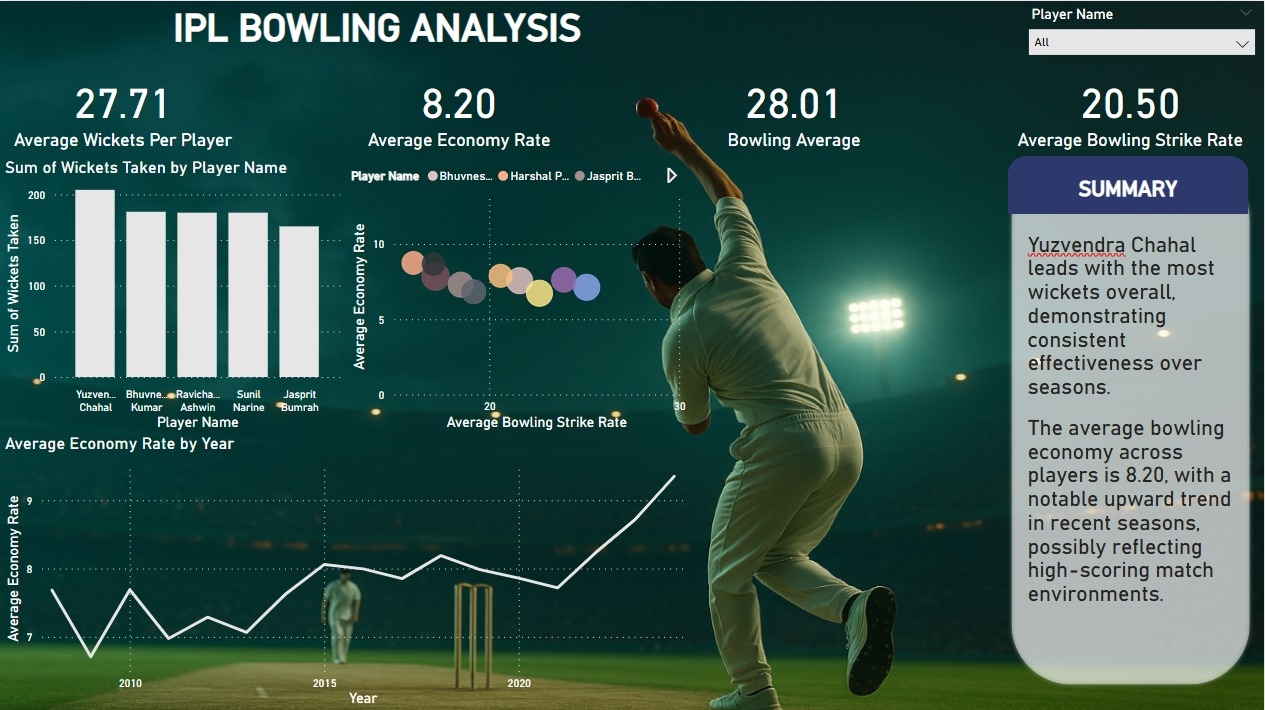 IPL BOWLING ANALYSIS
Player Name
All
27.71
Average Wickets Per Player
8.20
Average Economy Rate
28.01
Bowling Average
20.50
Average Bowling Strike Rate
Sum of Wickets Taken by Player Name
Sum of Wickets Taken
200
150
100
50
0
Yuzven...
Chahal
Bhuvne...
Kumar
Ravicha...
Ashwin
Sunil
Narine
Jasprit
Bumrah
Player Name
Player Name
Bhuvnes...
Harshal P...
Jasprit B...
Average Economy Rate
10
5
0
20
30
Average Bowling Strike Rate
Average Economy Rate by Year
Average Economy Rate
9
8
7
2010
2015
2020
Year
SUMMARY
Yuzvendra Chahal
leads with the most
wickets overall,
demonstrating
consistent
effectiveness over
seasons.
The average bowling
economy across
players is 8.20, with a
notable upward trend
in recent seasons,
possibly reflecting
high-scoring match
environments.